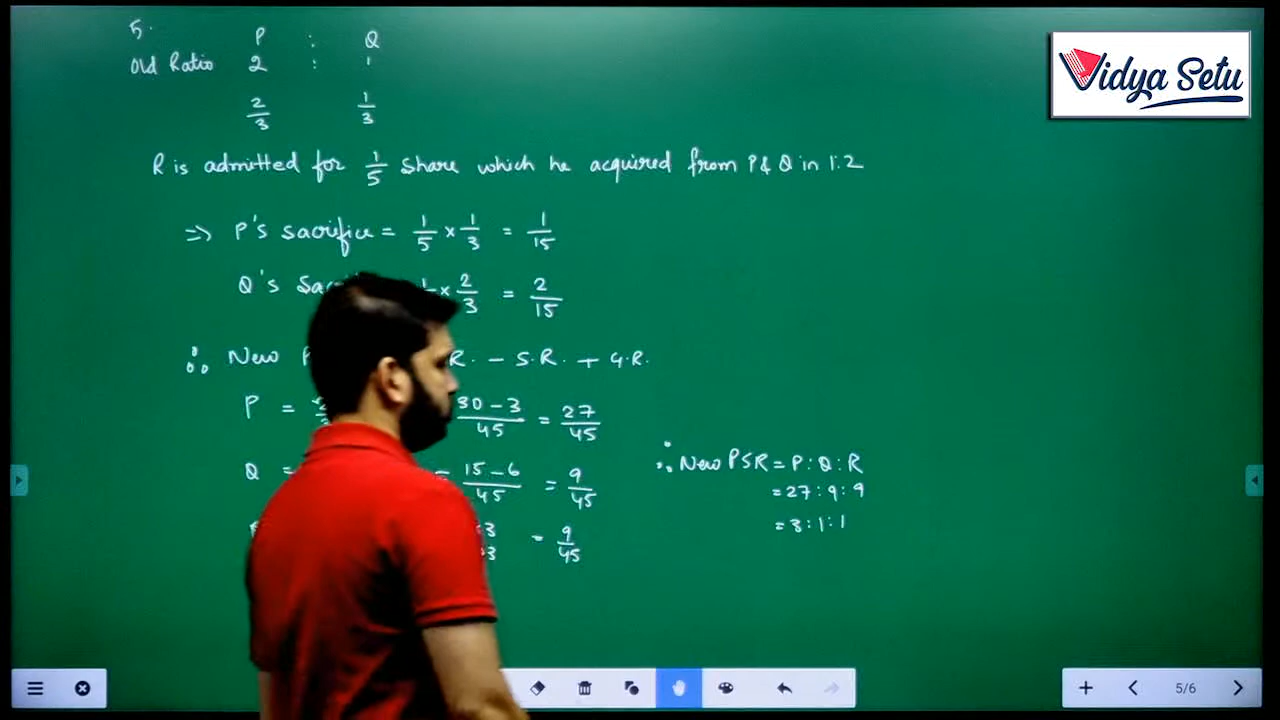 5.
P : Q
Old Ratio 2 : 1
2/3 1/3
R is admitted for 1/5 share which he acquired from P & Q in 1:2
=> P's sacrifice = 1/5 × 1/3 = 1/15
Q's × 2/3 = 2/15
∴ New R. - S.R. + G.R.
P = 30-3/45 = 27/45
Q = = 15-6/45 = 9/45
= 9/45
∴ New PSR = P : Q : R
= 27 : 9 : 9
= 3 : 1 : 1
Vidya Setu
5/6